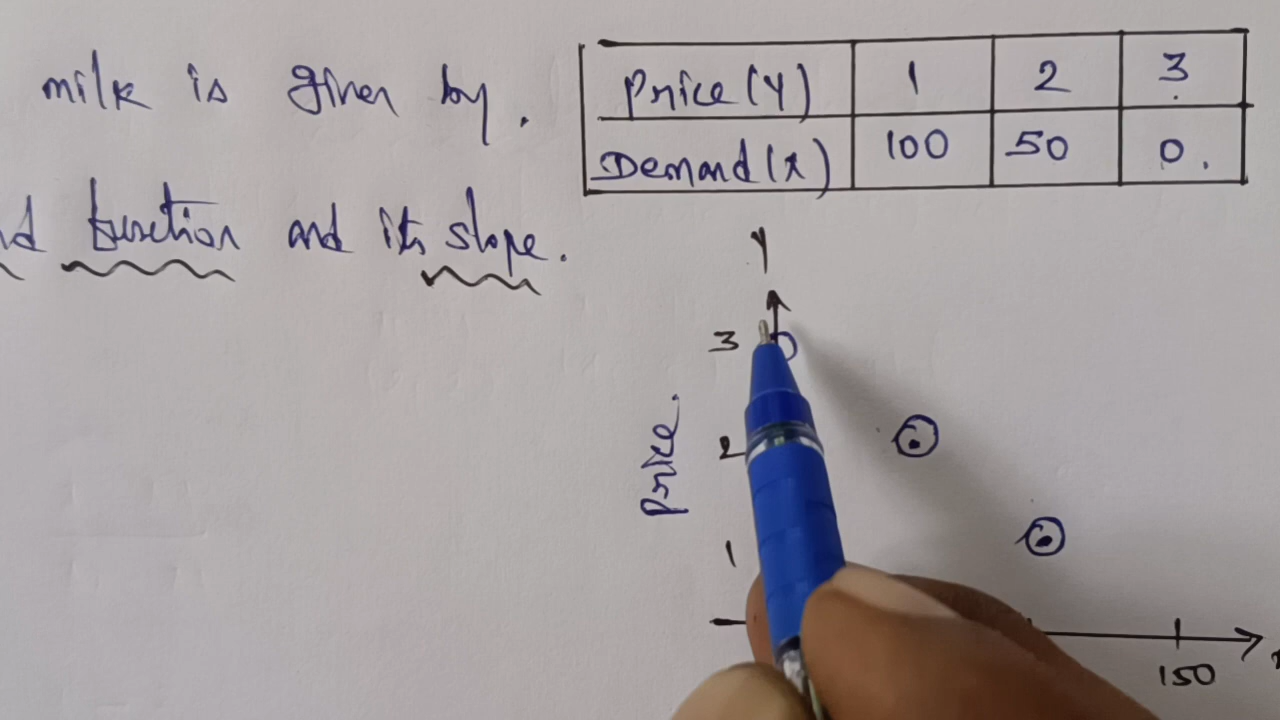 milk is given by.
Price (Y) 1 2 3
Demand (x) 100 50 0.
function and its slope.
Y
3
2
Price.
1
150